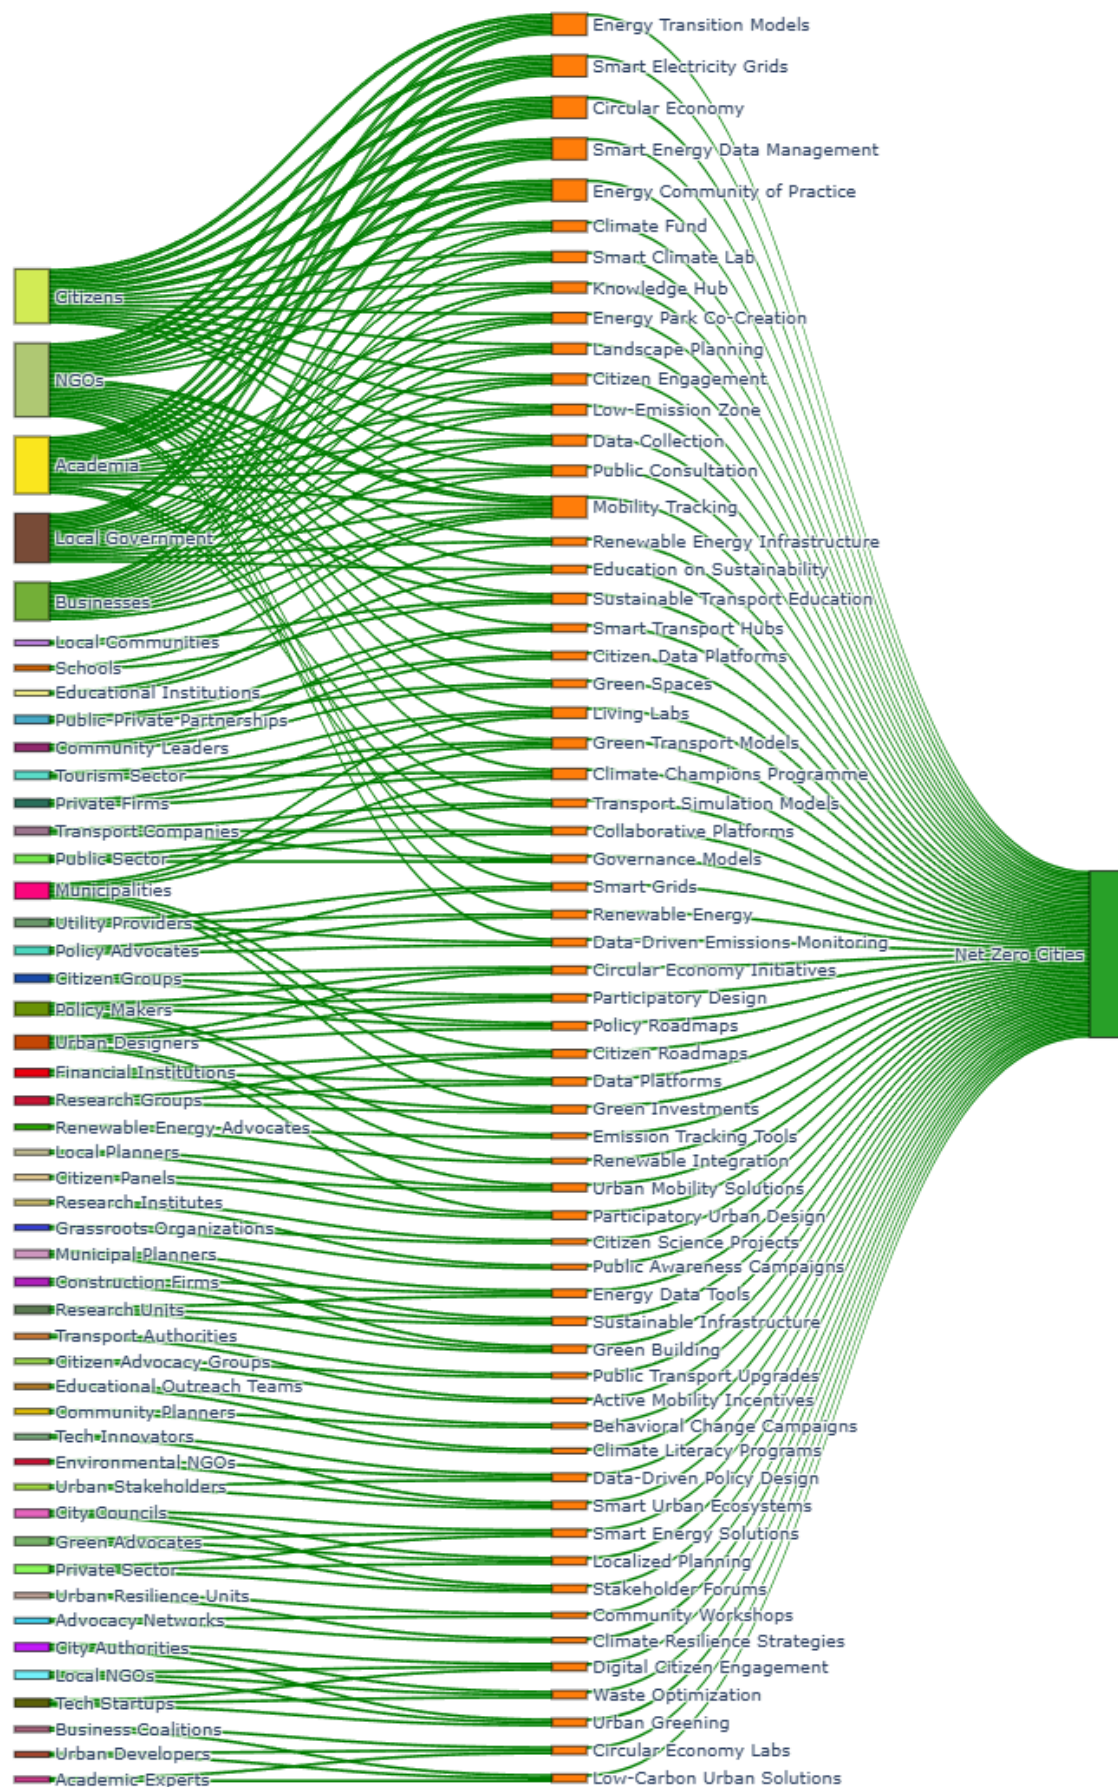 Citizens
NGOs
Academia
Local Government
Businesses
Local Communities
Schools
Educational Institutions
Public-Private Partnerships
Community Leaders
Tourism Sector
Private Firms
Transport Companies
Public Sector
Municipalities
Utility Providers
Policy Advocates
Citizen Groups
Policy Makers
Urban Designers
Financial Institutions
Research Groups
Renewable Energy Advocates
Local Planners
Citizen Panels
Research Institutes
Grassroots Organizations
Municipal Planners
Construction Firms
Research Units
Transport Authorities
Citizen Advocacy Groups
Educational Outreach Teams
Community Planners
Tech Innovators
Environmental NGOs
Urban Stakeholders
City Councils
Green Advocates
Private Sector
Urban Resilience Units
Advocacy Networks
City Authorities
Local NGOs
Tech Startups
Business Coalitions
Urban Developers
Academic Experts
Energy Transition Models
Smart Electricity Grids
Circular Economy
Smart Energy Data Management
Energy Community of Practice
Climate Fund
Smart Climate Lab
Knowledge Hub
Energy Park Co-Creation
Landscape Planning
Citizen Engagement
Low-Emission Zone
Data Collection
Public Consultation
Mobility Tracking
Renewable Energy Infrastructure
Education on Sustainability
Sustainable Transport Education
Smart Transport Hubs
Citizen Data Platforms
Green Spaces
Living Labs
Green Transport Models
Climate Champions Programme
Transport Simulation Models
Collaborative Platforms
Governance Models
Smart Grids
Renewable Energy
Data-Driven Emissions Monitoring
Circular Economy Initiatives
Participatory Design
Policy Roadmaps
Citizen Roadmaps
Data Platforms
Green Investments
Emission Tracking Tools
Renewable Integration
Urban Mobility Solutions
Participatory Urban Design
Citizen Science Projects
Public Awareness Campaigns
Energy Data Tools
Sustainable Infrastructure
Green Building
Public Transport Upgrades
Active Mobility Incentives
Behavioral Change Campaigns
Climate Literacy Programs
Data-Driven Policy Design
Smart Urban Ecosystems
Smart Energy Solutions
Localized Planning
Stakeholder Forums
Community Workshops
Climate Resilience Strategies
Digital Citizen Engagement
Waste Optimization
Urban Greening
Circular Economy Labs
Low-Carbon Urban Solutions
Net Zero Cities